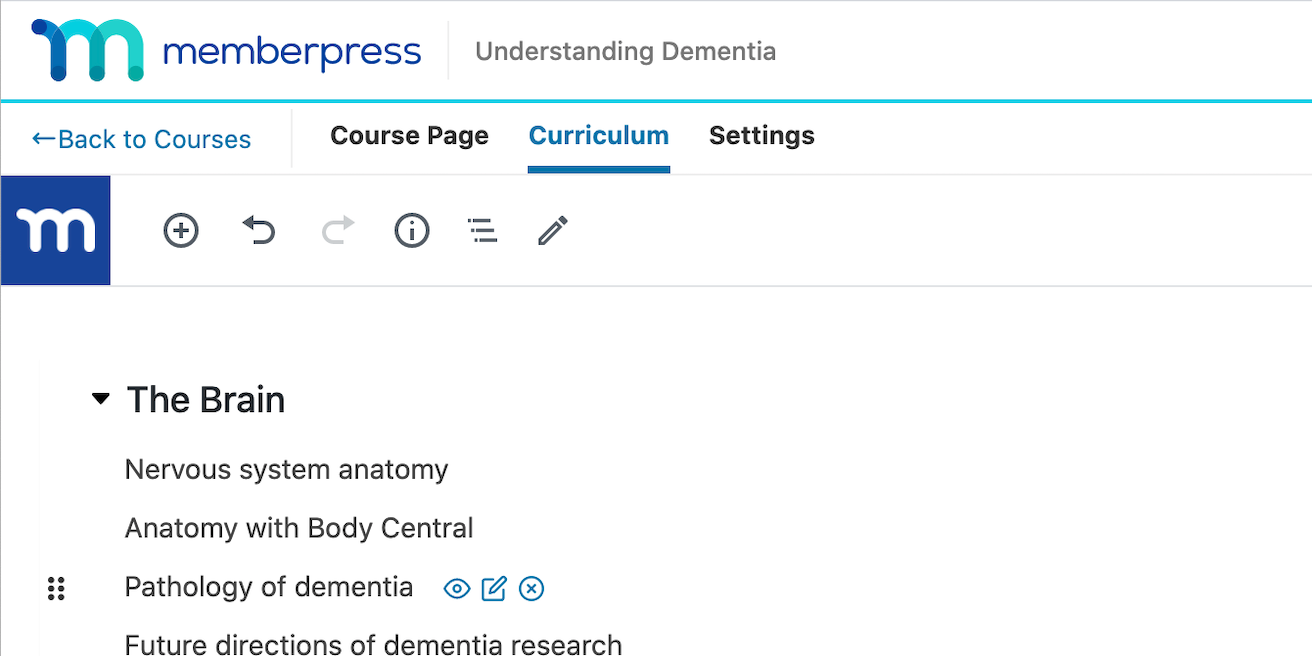 memberpress
Understanding Dementia
←Back to Courses
Course Page
Curriculum
Settings
The Brain
Nervous system anatomy
Anatomy with Body Central
Pathology of dementia
Future directions of dementia research